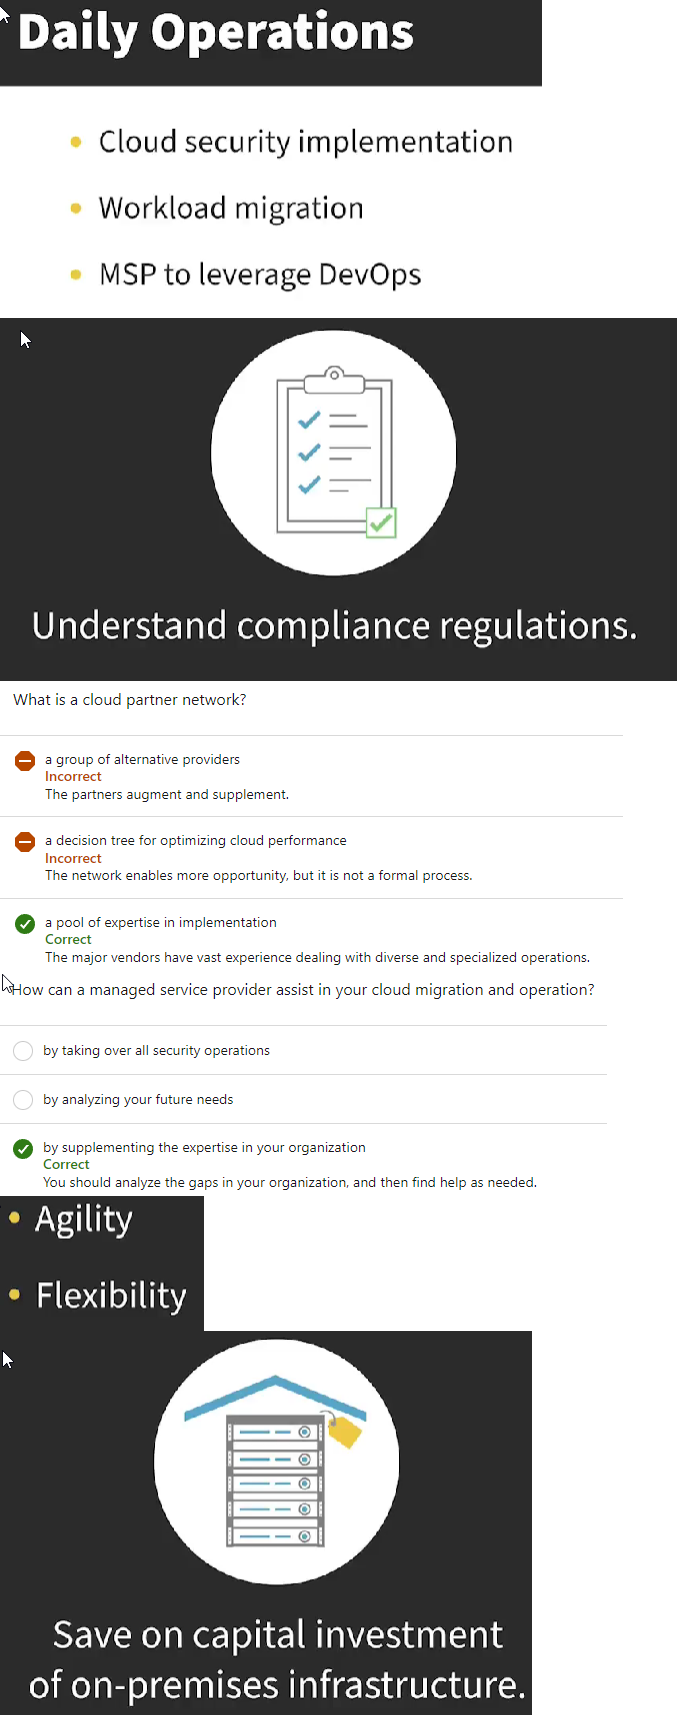 Daily Operations
• Cloud security implementation
• Workload migration
• MSP to leverage DevOps
Understand compliance regulations.
What is a cloud partner network?
a group of alternative providers
Incorrect
The partners augment and supplement.
a decision tree for optimizing cloud performance
Incorrect
The network enables more opportunity, but it is not a formal process.
a pool of expertise in implementation
Correct
The major vendors have vast experience dealing with diverse and specialized operations.
How can a managed service provider assist in your cloud migration and operation?
by taking over all security operations
by analyzing your future needs
by supplementing the expertise in your organization
Correct
You should analyze the gaps in your organization, and then find help as needed.
• Agility
• Flexibility
Save on capital investment
of on-premises infrastructure.